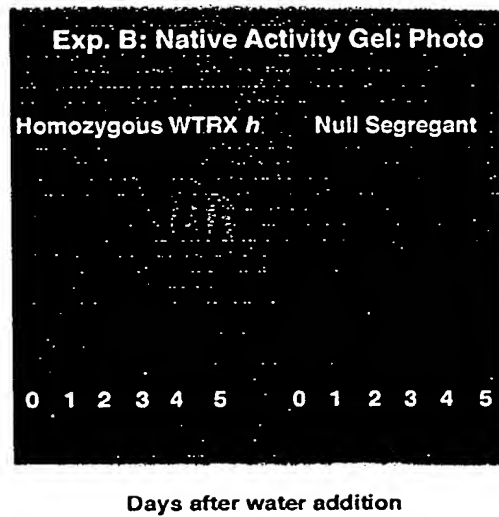 Exp. B: Native Activity Gel: Photo
Homozygous WTRX h Null Segregant
0 1 2 3 4 5 0 1 2 3 4 5
Days after water addition